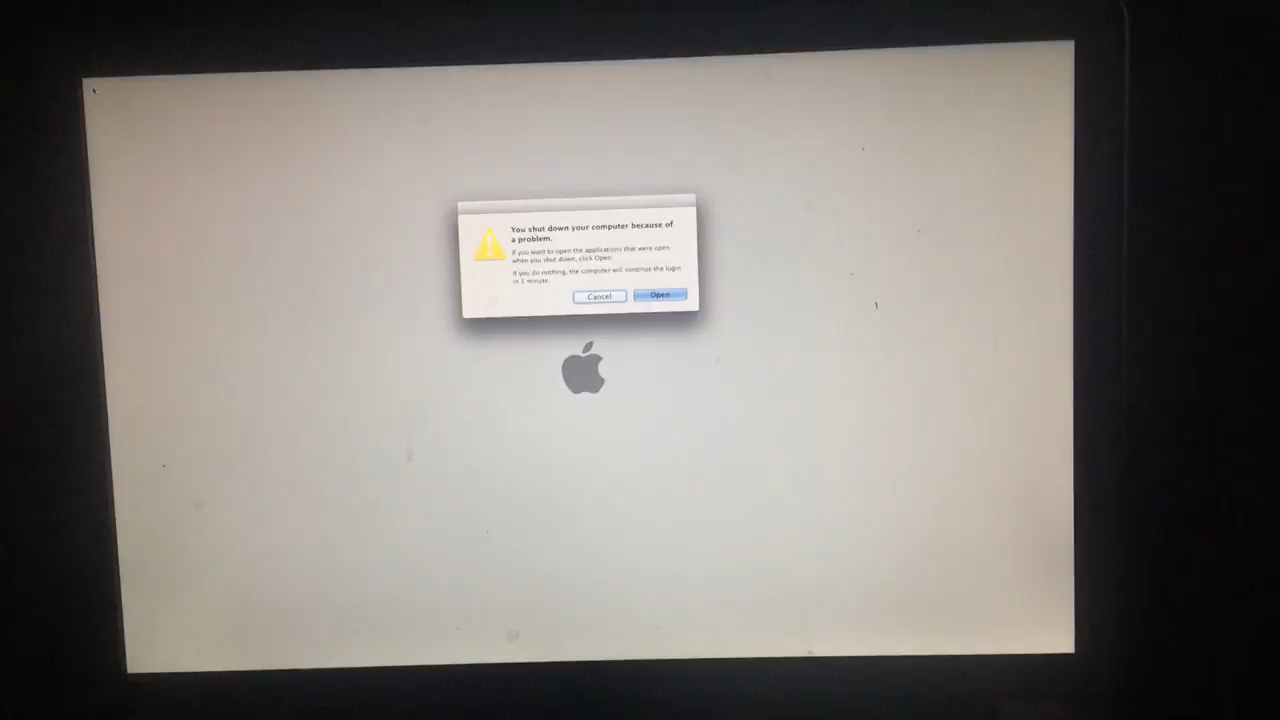 You shut down your computer because of
a problem.
If you want to open the applications that were open
when you shut down, click Open.
If you do nothing, the computer will continue the login
in 1 minute.
Cancel
Open